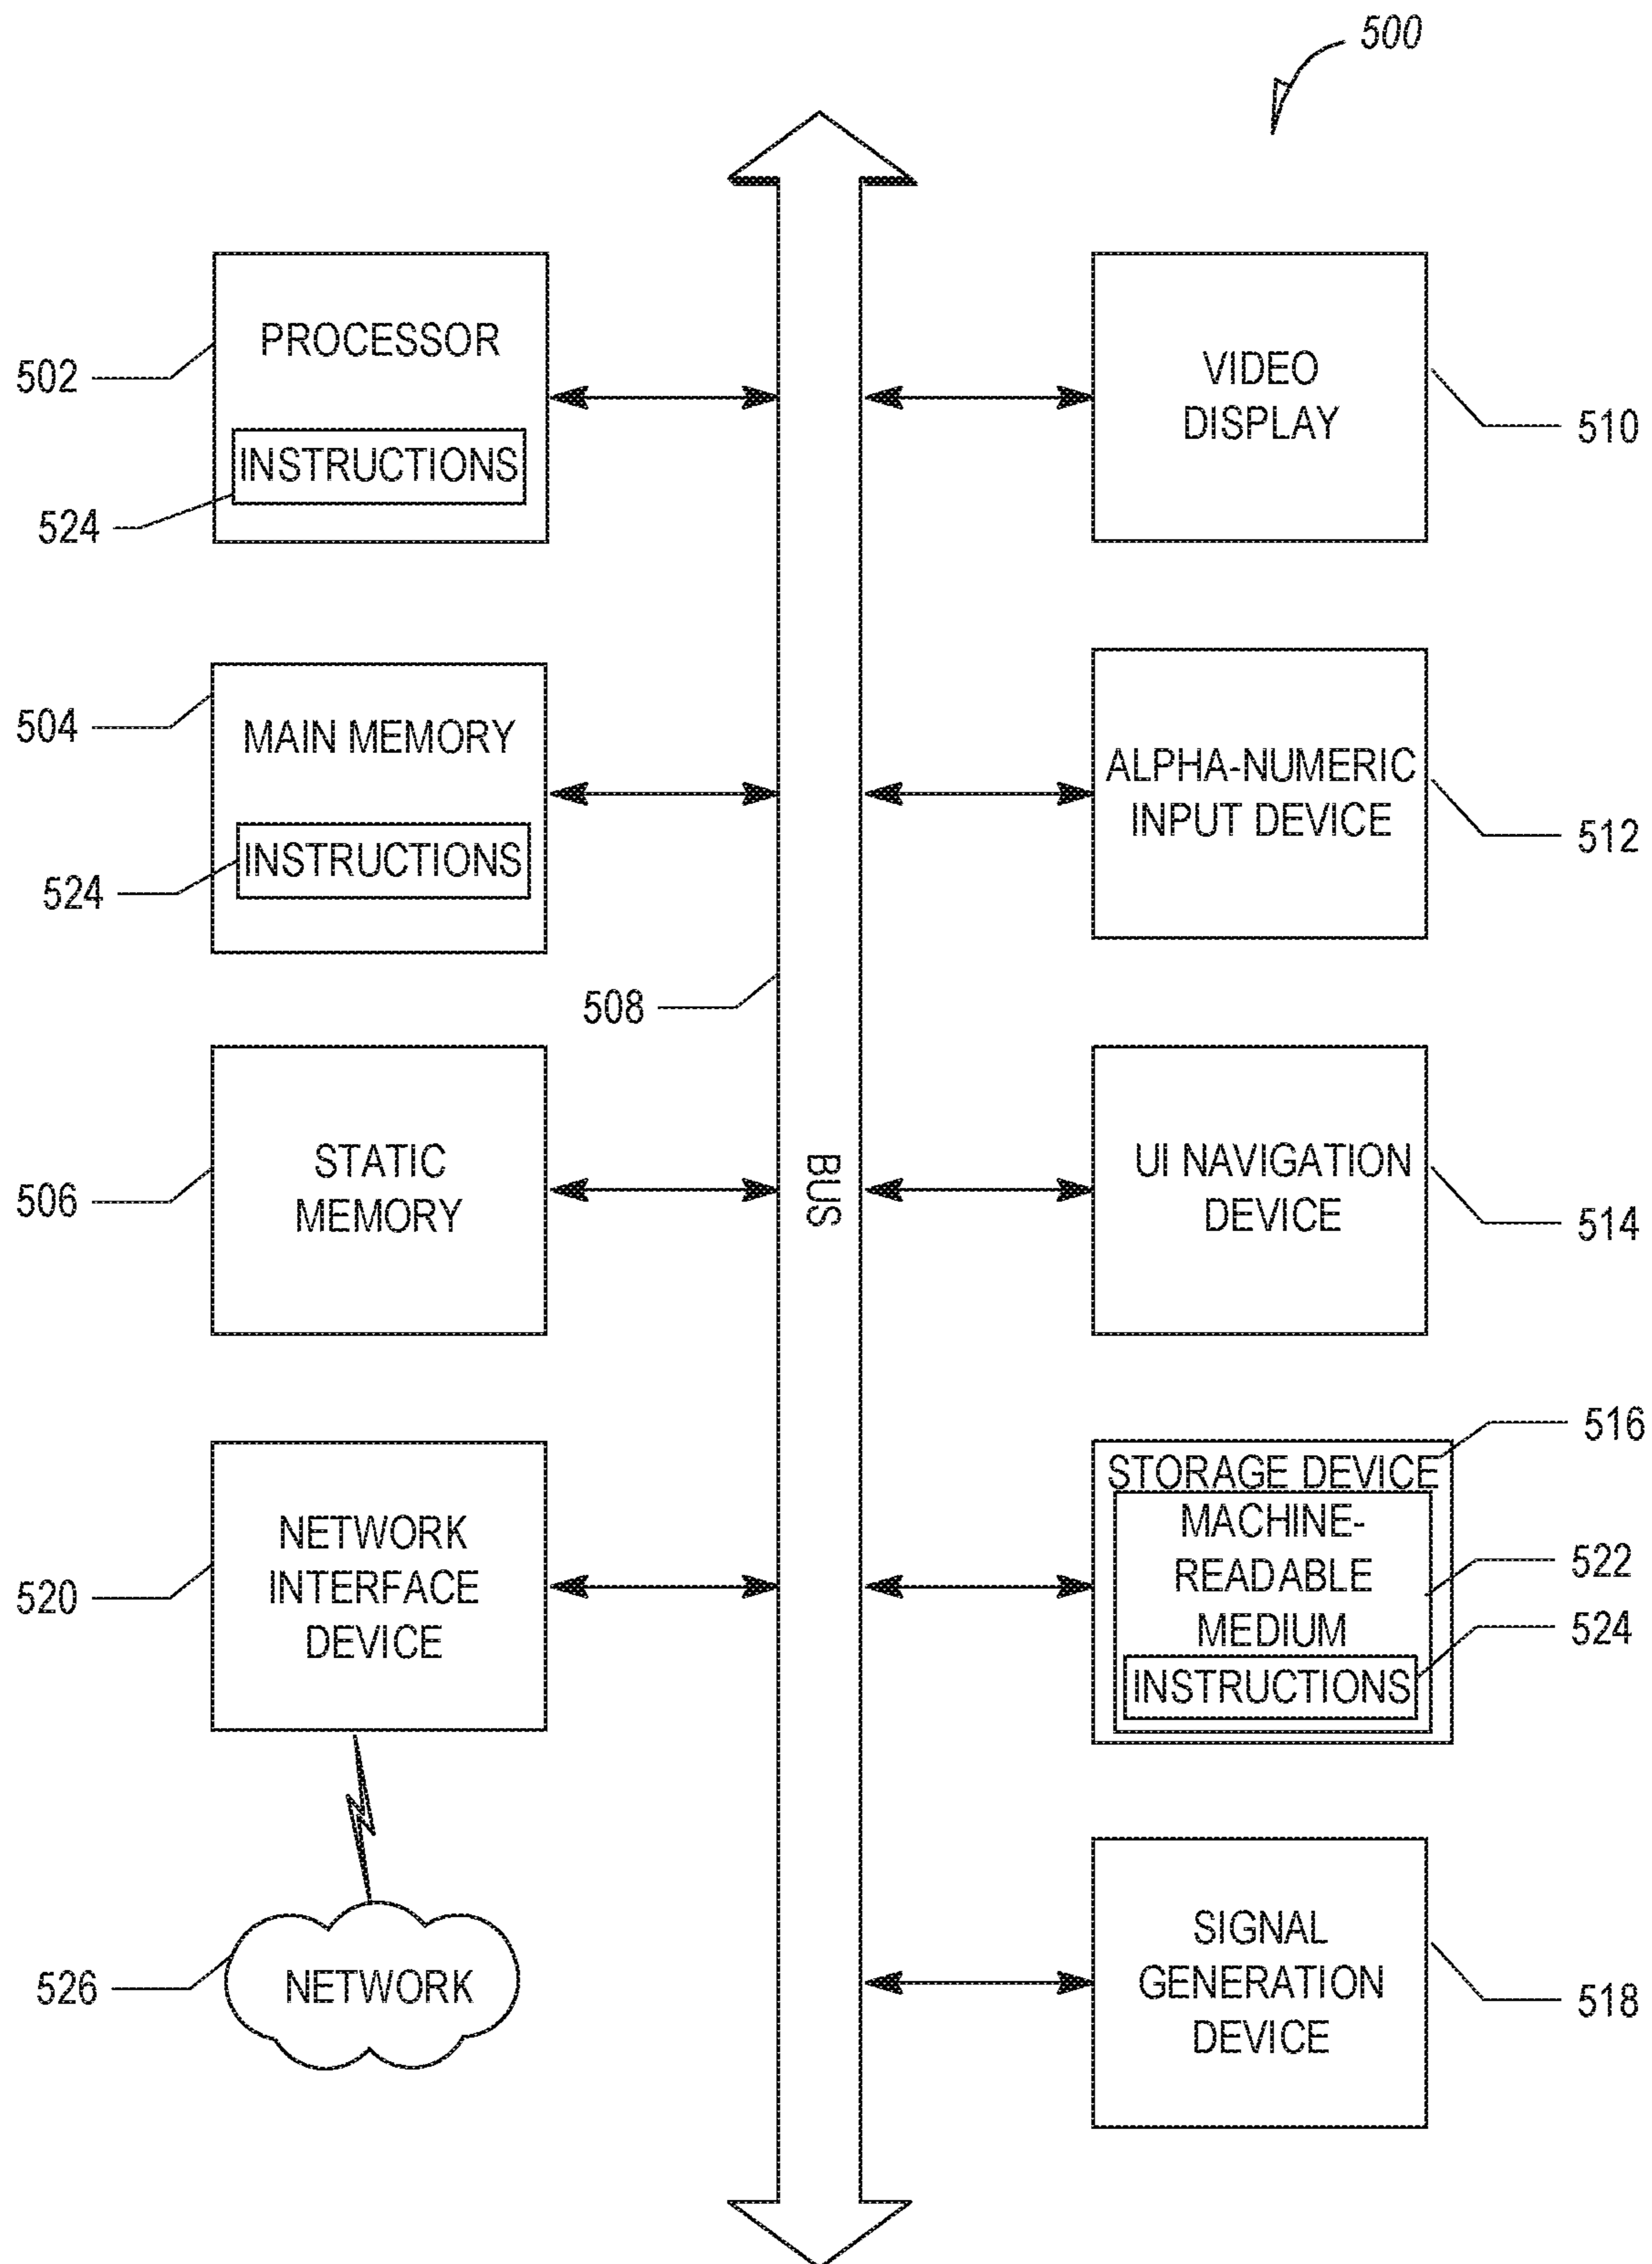 500
PROCESSOR
502
INSTRUCTIONS
524
VIDEO
DISPLAY
510
504
MAIN MEMORY
INSTRUCTIONS
524
ALPHA-NUMERIC
INPUT DEVICE
512
508
BUS
STATIC
MEMORY
506
UI NAVIGATION
DEVICE
514
NETWORK
INTERFACE
DEVICE
520
516
STORAGE DEVICE
MACHINE-
READABLE
MEDIUM
522
524
INSTRUCTIONS
526
NETWORK
SIGNAL
GENERATION
DEVICE
518